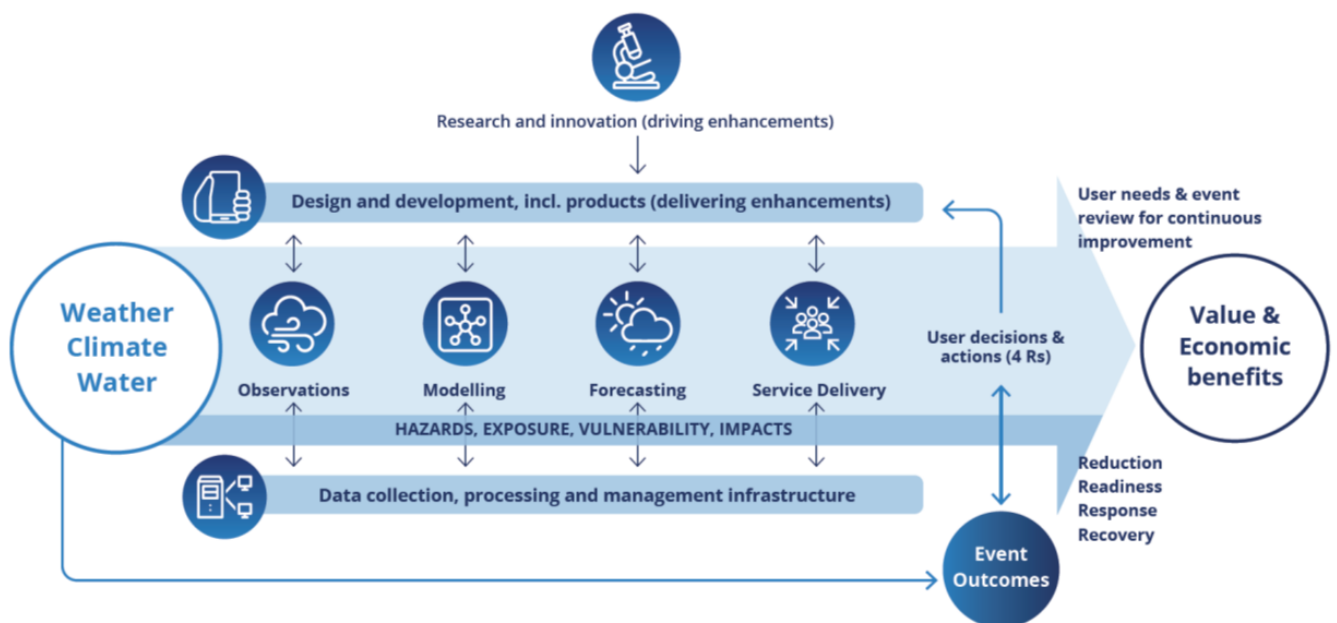 Research and innovation (driving enhancements)
Design and development, incl. products (delivering enhancements)
User needs & event
review for continuous
improvement
Weather
Climate
Water
Observations
Modelling
Forecasting
Service Delivery
User decisions &
actions (4 Rs)
Value &
Economic
benefits
HAZARDS, EXPOSURE, VULNERABILITY, IMPACTS
Data collection, processing and management infrastructure
Reduction
Readiness
Response
Recovery
Event
Outcomes